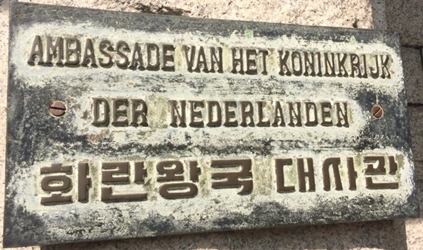 AMBASSADE VAN HET KONINKRIJK
DER NEDERLANDEN
화란왕국 대사관